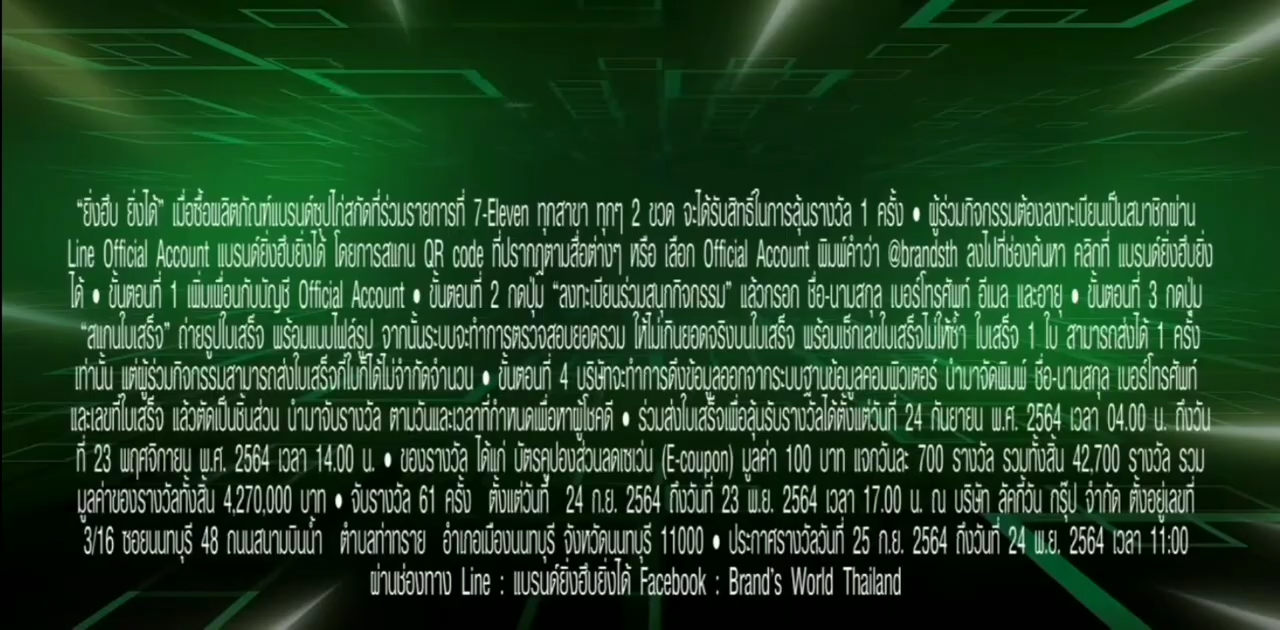 “ยิ่งฮึบ ยิ่งได้” เมื่อซื้อผลิตภัณฑ์แบรนด์ซุปไก่สกัดที่ร่วมรายการที่ 7-Eleven ทุกสาขา ทุกๆ 2 ขวด จะได้รับสิทธิ์ในการลุ้นรางวัล 1 ครั้ง • ผู้ร่วมกิจกรรมต้องลงทะเบียนเป็นสมาชิกผ่าน
Line Official Account แบรนด์ยิ่งฮึบยิ่งได้ โดยการสแกน QR code ที่ปรากฏตามสื่อต่างๆ หรือ เลือก Official Account พิมพ์คำว่า @brandsth ลงไปที่ช่องค้นหา คลิกที่ แบรนด์ยิ่งฮึบยิ่ง
ได้ • ขั้นตอนที่ 1 เพิ่มเพื่อนกับบัญชี Official Account • ขั้นตอนที่ 2 กดปุ่ม “ลงทะเบียนร่วมสนุกกิจกรรม” แล้วกรอก ชื่อ-นามสกุล เบอร์โทรศัพท์ อีเมล และอายุ • ขั้นตอนที่ 3 กดปุ่ม
“สแกนใบเสร็จ” ถ่ายรูปใบเสร็จ พร้อมแนบไฟล์รูป จากนั้นระบบจะทำการตรวจสอบยอดรวม ให้ไม่เกินยอดจริงบนใบเสร็จ พร้อมเช็กเลขใบเสร็จไม่ให้ซ้ำ ใบเสร็จ 1 ใบ สามารถส่งได้ 1 ครั้ง
เท่านั้น แต่ผู้ร่วมกิจกรรมสามารถส่งใบเสร็จกี่ใบก็ได้ไม่จำกัดจำนวน • ขั้นตอนที่ 4 บริษัทจะทำการดึงข้อมูลออกจากระบบฐานข้อมูลคอมพิวเตอร์ นำมาจัดพิมพ์ ชื่อ-นามสกุล เบอร์โทรศัพท์
และเลขที่ใบเสร็จ แล้วตัดเป็นชิ้นส่วน นำมาจับรางวัล ตามวันและเวลาที่กำหนดเพื่อหาผู้โชคดี • ร่วมส่งใบเสร็จเพื่อลุ้นรับรางวัลได้ตั้งแต่วันที่ 24 กันยายน พ.ศ. 2564 เวลา 04.00 น. ถึงวัน
ที่ 23 พฤศจิกายน พ.ศ. 2564 เวลา 14.00 น. • ของรางวัล ได้แก่ บัตรคูปองส่วนลดเซเว่น (E-coupon) มูลค่า 100 บาท แจกวันละ 700 รางวัล รวมทั้งสิ้น 42,700 รางวัล รวม
มูลค่าของรางวัลทั้งสิ้น 4,270,000 บาท • จับรางวัล 61 ครั้ง ตั้งแต่วันที่ 24 ก.ย. 2564 ถึงวันที่ 23 พ.ย. 2564 เวลา 17.00 น. ณ บริษัท ลัคกี้วัน กรุ๊ป จำกัด ตั้งอยู่เลขที่
3/16 ซอยนนทบุรี 48 ถนนสนามบินน้ำ ตำบลท่าทราย อำเภอเมืองนนทบุรี จังหวัดนนทบุรี 11000 • ประกาศรางวัลวันที่ 25 ก.ย. 2564 ถึงวันที่ 24 พ.ย. 2564 เวลา 11:00
ผ่านช่องทาง Line : แบรนด์ยิ่งฮึบยิ่งได้ Facebook : Brand's World Thailand